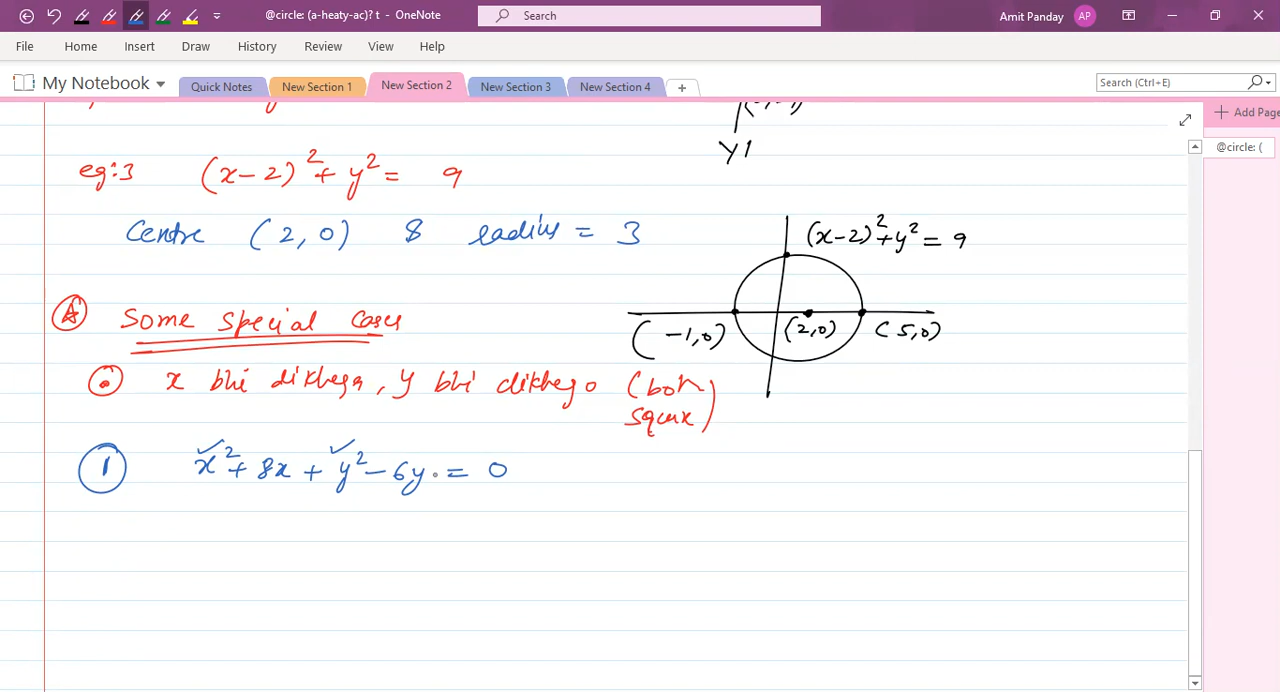 @circle: (a-heaty-ac)? t - OneNote
Search
Amit Panday AP
File Home Insert Draw History Review View Help
My Notebook Quick Notes New Section 1 New Section 2 New Section 3 New Section 4
Search (Ctrl+E)
Add Page
@circle: (
y1
eg:3 (x-2)² + y² = 9
Centre (2, 0) & radius = 3
(x-2)²+y² = 9
(-1,0) (2,0) (5,0)
Some special Cases
x bhi dikhega, y bhi dikhega (both
square)
1 x² + 8x + y² - 6y = 0